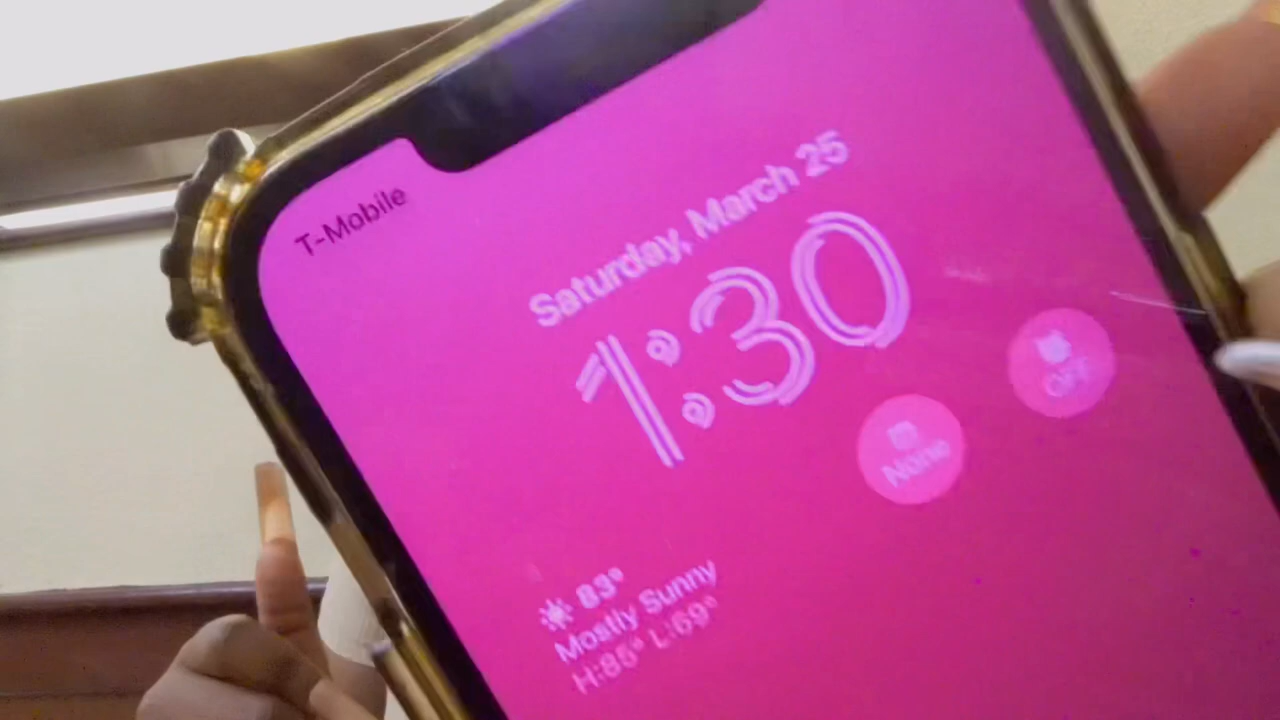 T-Mobile
Saturday, March 25
1:30
None
OFF
83°
Mostly Sunny
H:85° L:69°